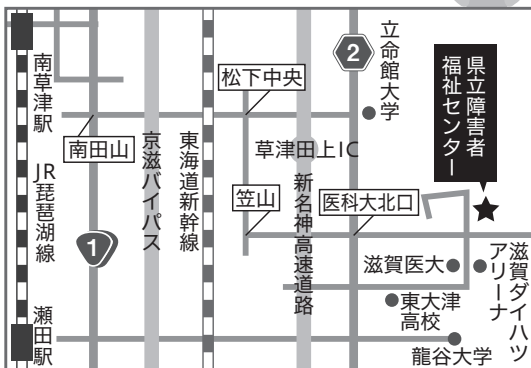 南草津駅
JR琵琶湖線
瀬田駅
南田山
1
京滋バイパス
東海道新幹線
松下中央
笠山
草津田上IC
新名神高速道路
2
立命館大学
医科大北口
県立障害者
福祉センター
滋賀医大
滋賀ダイハツ
アリーナ
東大津
高校
龍谷大学